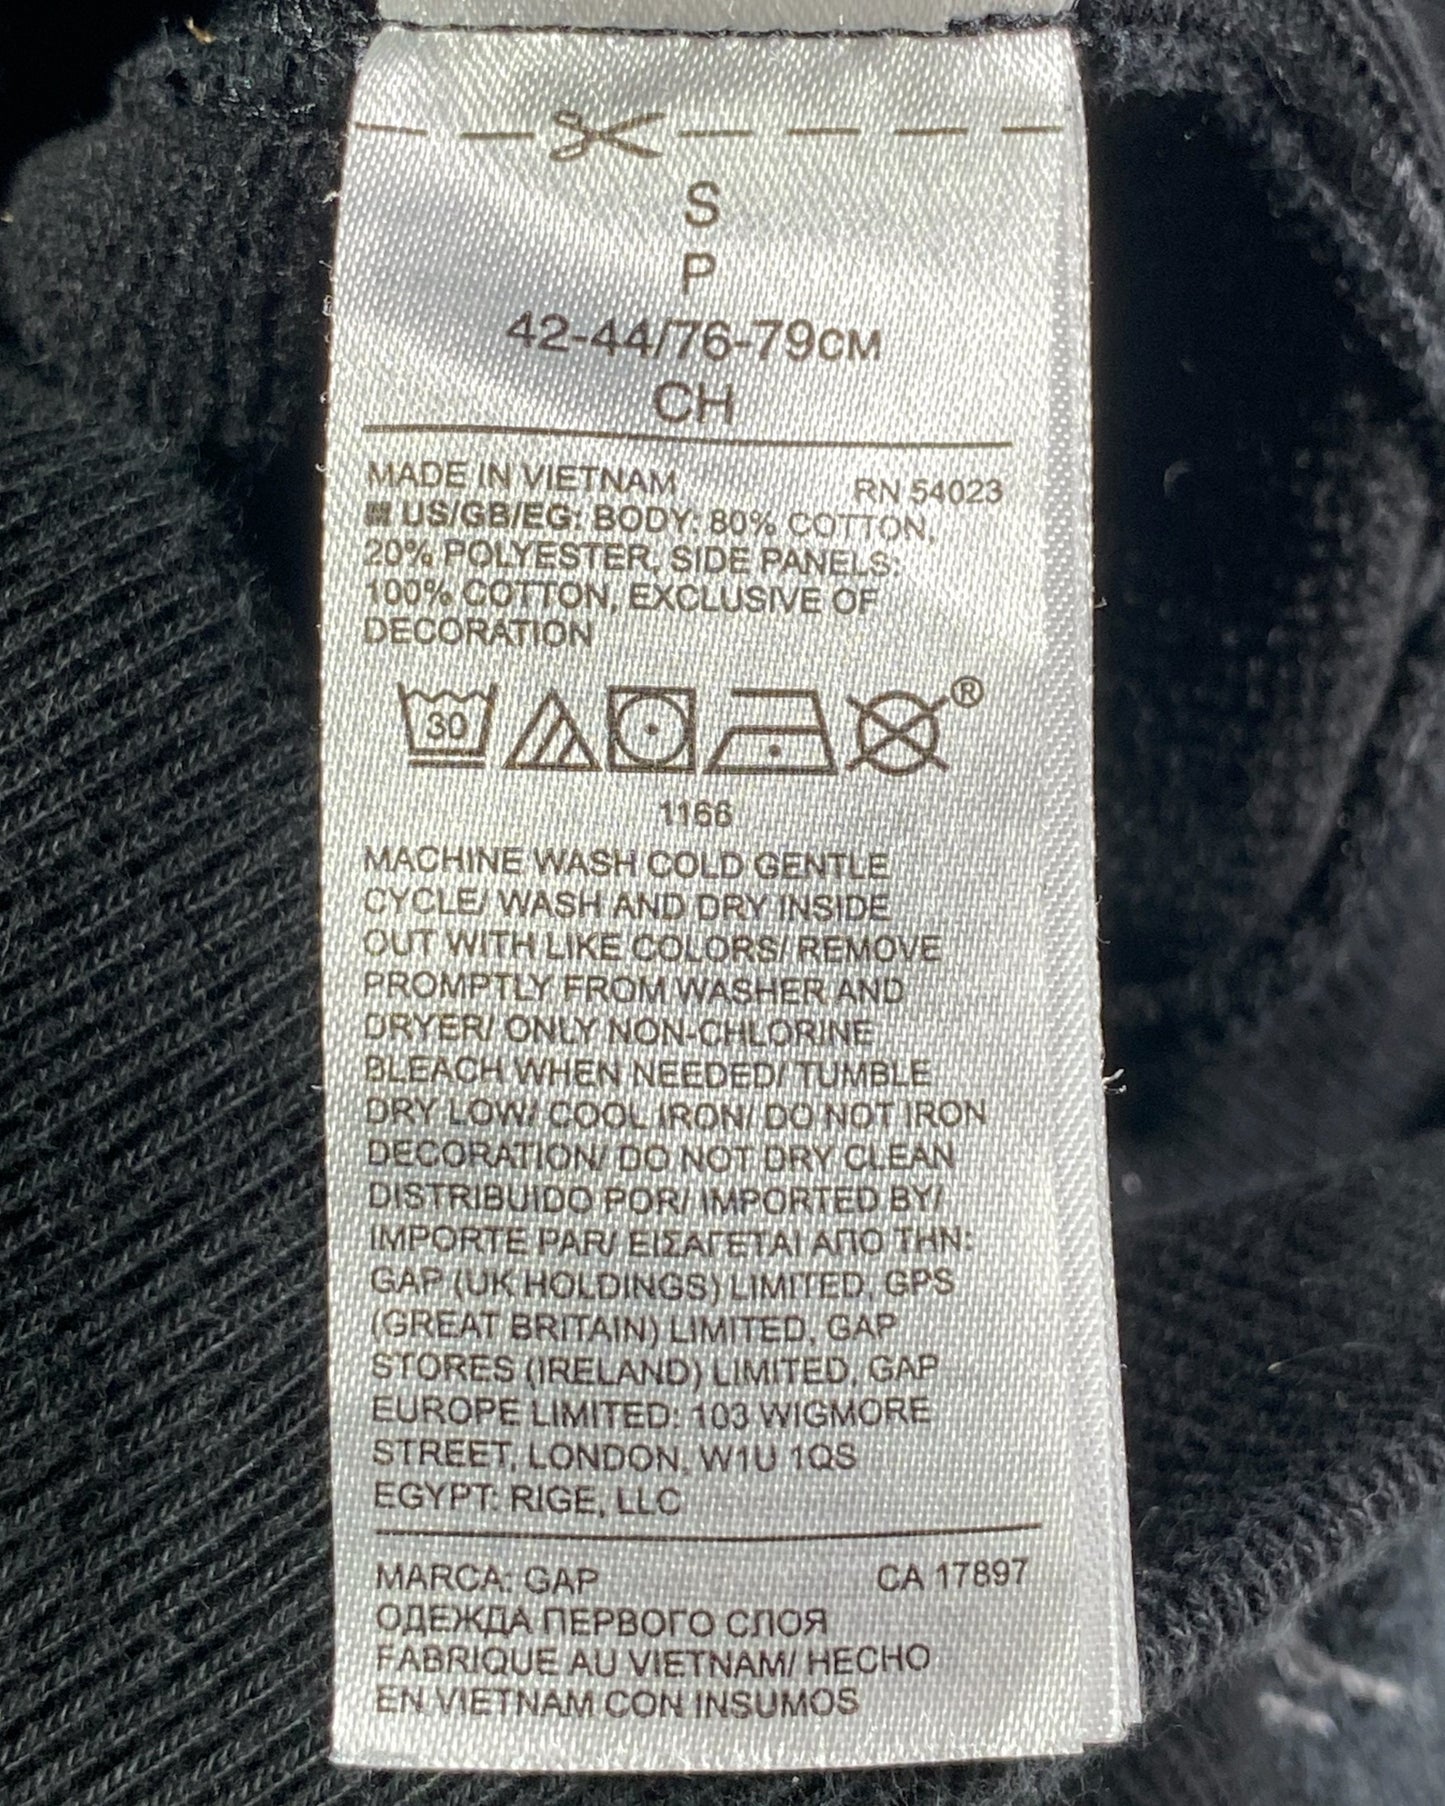 S
P
42-44/76-79CM
CH
MADE IN VIETNAM RN 54023
US/GB/EG: BODY: 80% COTTON,
20% POLYESTER, SIDE PANELS:
100% COTTON, EXCLUSIVE OF
DECORATION
30 ®
1166
MACHINE WASH COLD GENTLE
CYCLE/ WASH AND DRY INSIDE
OUT WITH LIKE COLORS/ REMOVE
PROMPTLY FROM WASHER AND
DRYER/ ONLY NON-CHLORINE
BLEACH WHEN NEEDED/ TUMBLE
DRY LOW/ COOL IRON/ DO NOT IRON
DECORATION/ DO NOT DRY CLEAN
DISTRIBUIDO POR/ IMPORTED BY/
IMPORTE PAR/ ΕΙΣΑΓΕΤΑΙ ΑΠΟ ΤΗΝ:
GAP (UK HOLDINGS) LIMITED, GPS
(GREAT BRITAIN) LIMITED, GAP
STORES (IRELAND) LIMITED, GAP
EUROPE LIMITED: 103 WIGMORE
STREET, LONDON, W1U 1QS
EGYPT: RIGE, LLC
MARCA: GAP CA 17897
ОДЕЖДА ПЕРВОГО СЛОЯ
FABRIQUE AU VIETNAM/ HECHO
EN VIETNAM CON INSUMOS